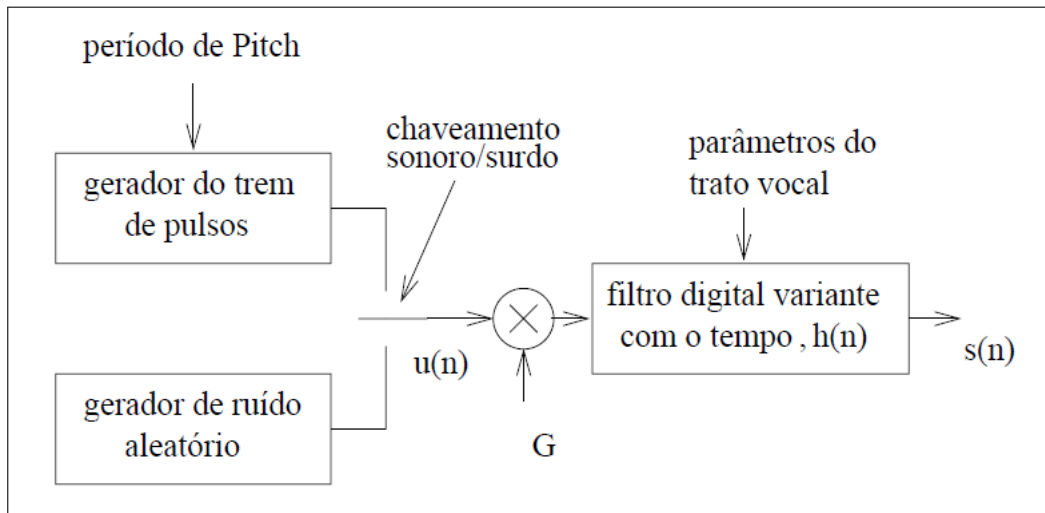 período de Pitch
chaveamento
sonoro/surdo
parâmetros do
trato vocal
gerador do trem
de pulsos
filtro digital variante
com o tempo , h(n)
u(n)
s(n)
gerador de ruído
aleatório
G